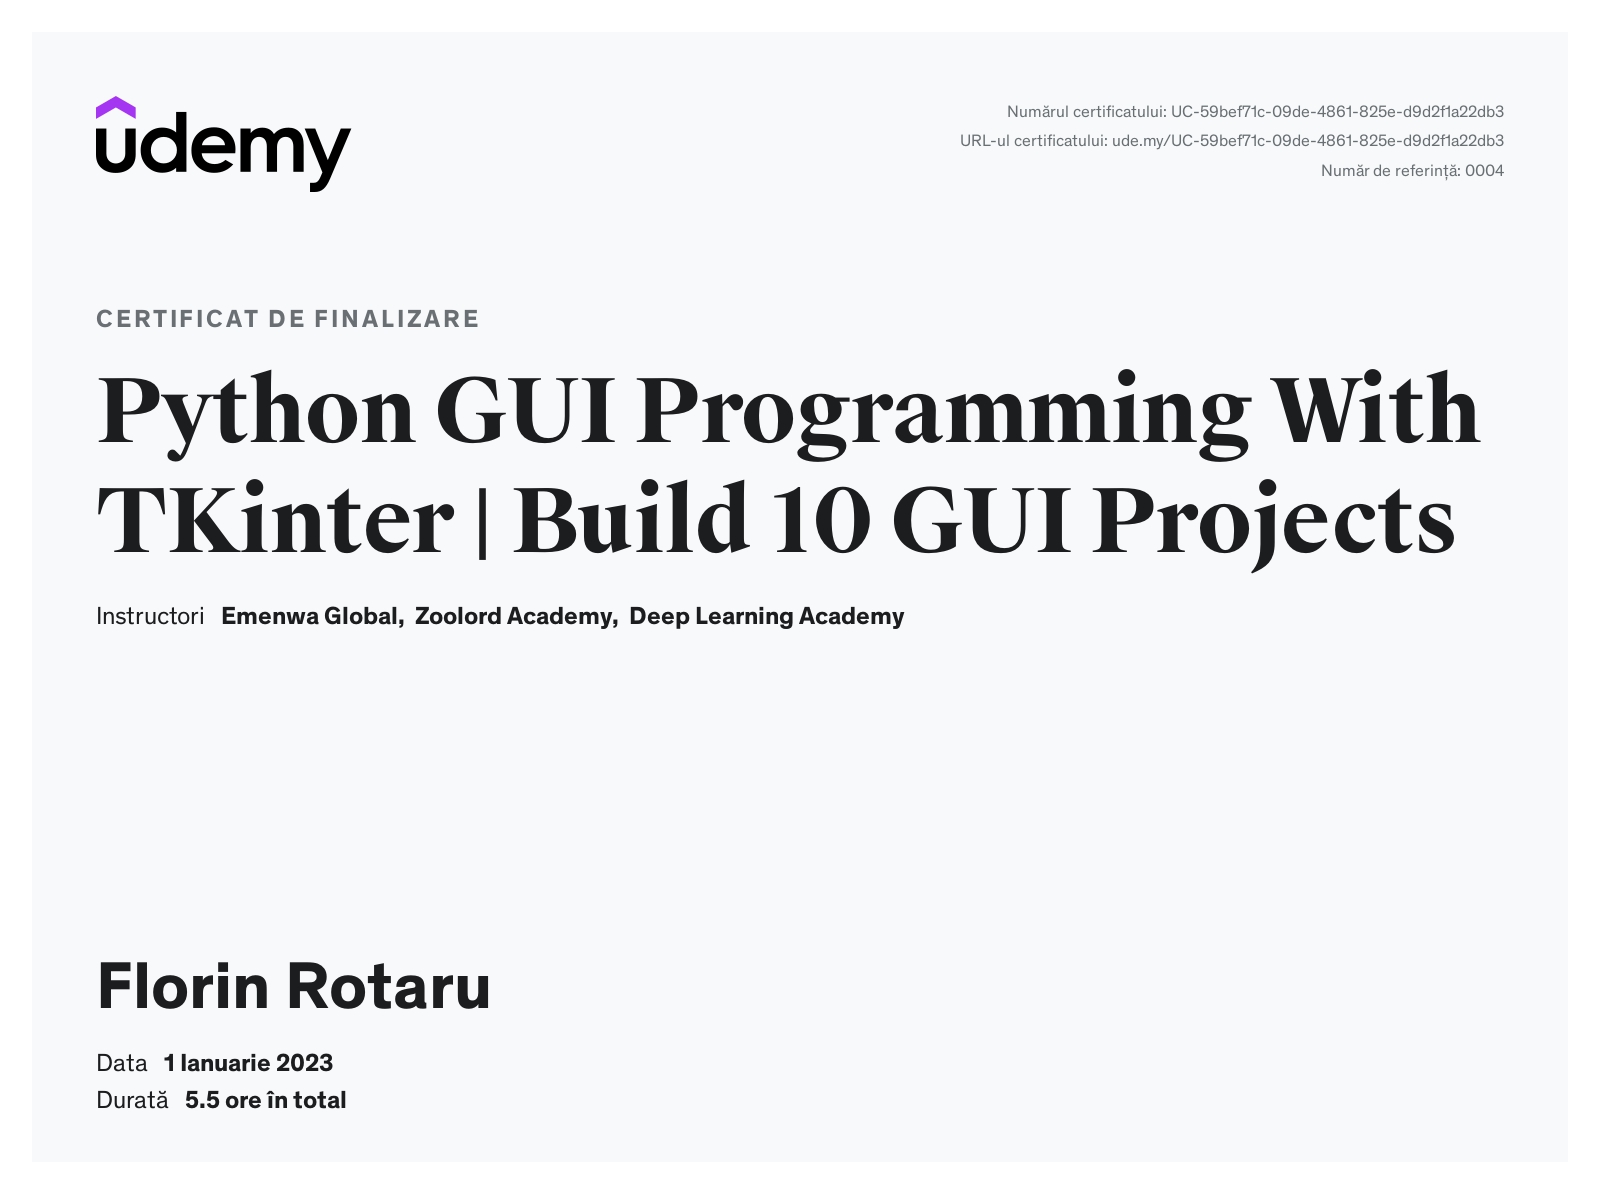 udemy
Numărul certificatului: UC-59bef71c-09de-4861-825e-d9d2f1a22db3
URL-ul certificatului: ude.my/UC-59bef71c-09de-4861-825e-d9d2f1a22db3
Număr de referință: 0004
CERTIFICAT DE FINALIZARE
Python GUI Programming With
TKinter | Build 10 GUI Projects
Instructori Emenwa Global, Zoolord Academy, Deep Learning Academy
Florin Rotaru
Data 1 Ianuarie 2023
Durată 5.5 ore în total